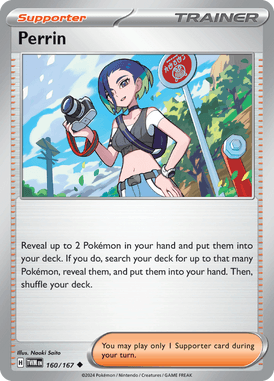 Supporter
TRAINER
Perrin
Reveal up to 2 Pokémon in your hand and put them
into your deck. If you do, search your deck for up to that many
Pokémon, reveal them, and put them into your hand. Then,
shuffle your deck.
Illus. Naoki Saito
You may play only 1 Supporter card during
your turn.
H TWM EN 160/167
©2024 Pokémon / Nintendo / Creatures / GAME FREAK